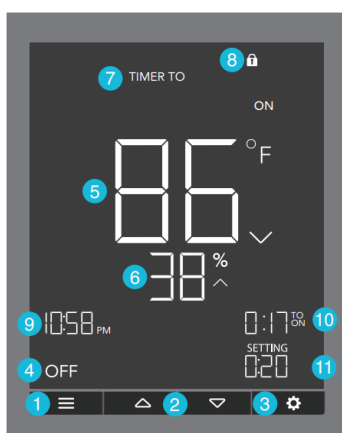 8
7 TIMER TO
ON
5 86 °F
6 38 %
9 10:58 PM
0:17 TO ON 10
SETTING
4 OFF
0:20 11
1 2 3